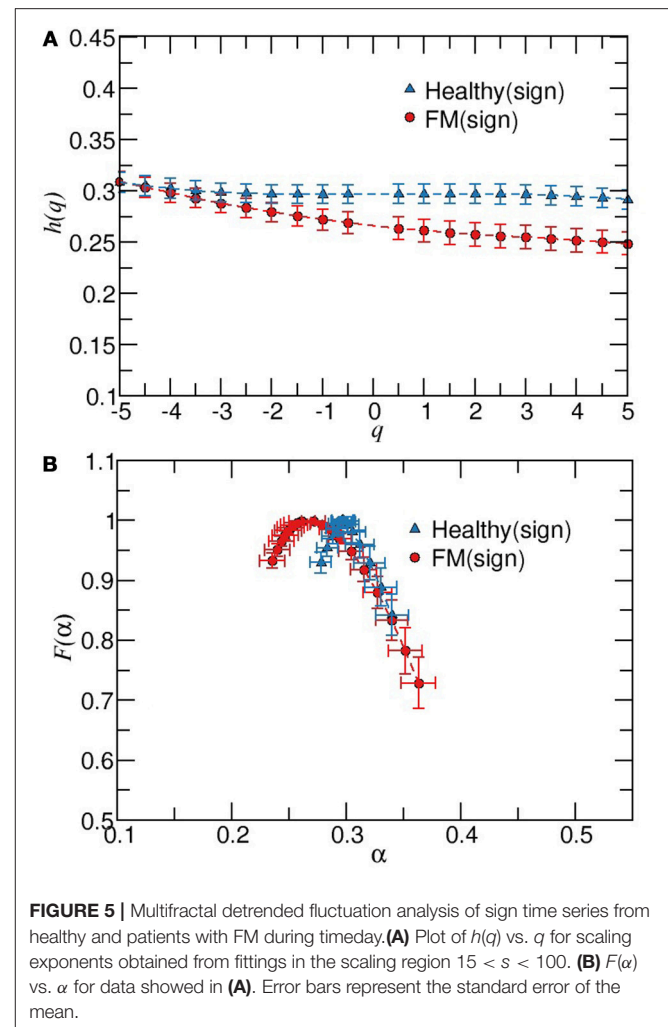 A
0.45
0.4
0.35
0.3
0.25
0.2
0.15
0.1
h(q)
Healthy(sign)
FM(sign)
-5 -4 -3 -2 -1 0 1 2 3 4 5
q
B
1.1
1
0.9
0.8
0.7
0.6
0.5
F(α)
Healthy(sign)
FM(sign)
0.1 0.2 0.3 0.4 0.5
α
FIGURE 5 | Multifractal detrended fluctuation analysis of sign time series from
healthy and patients with FM during timeday.(A) Plot of h(q) vs. q for scaling
exponents obtained from fittings in the scaling region 15 < s < 100. (B) F(α)
vs. α for data showed in (A). Error bars represent the standard error of the
mean.